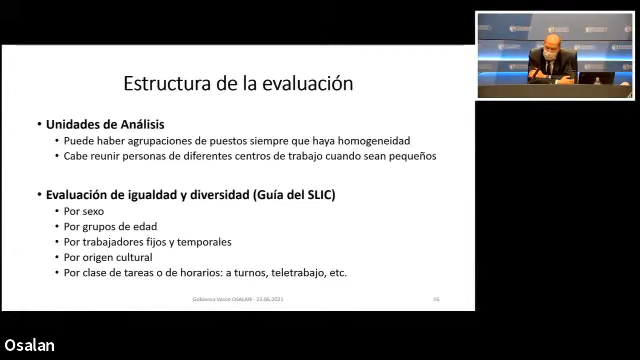 Estructura de la evaluación
• Unidades de Análisis
• Puede haber agrupaciones de puestos siempre que haya homogeneidad
• Cabe reunir personas de diferentes centros de trabajo cuando sean pequeños
• Evaluación de igualdad y diversidad (Guía del SLIC)
• Por sexo
• Por grupos de edad
• Por trabajadores fijos y temporales
• Por origen cultural
• Por clase de tareas o de horarios: a turnos, teletrabajo, etc.
Gobierno Vasco OSALAN - 23.06.2021
Osalan